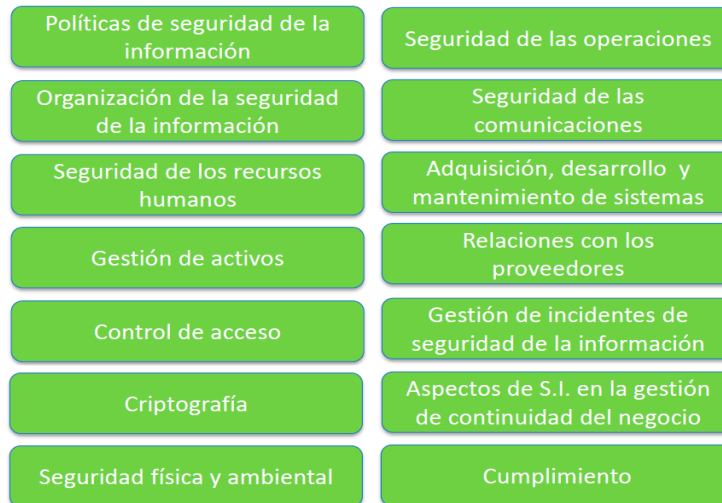 Políticas de seguridad de la
información
Organización de la seguridad
de la información
Seguridad de los recursos
humanos
Gestión de activos
Control de acceso
Criptografía
Seguridad física y ambiental
Seguridad de las operaciones
Seguridad de las
comunicaciones
Adquisición, desarrollo y
mantenimiento de sistemas
Relaciones con los
proveedores
Gestión de incidentes de
seguridad de la información
Aspectos de S.I. en la gestión
de continuidad del negocio
Cumplimiento